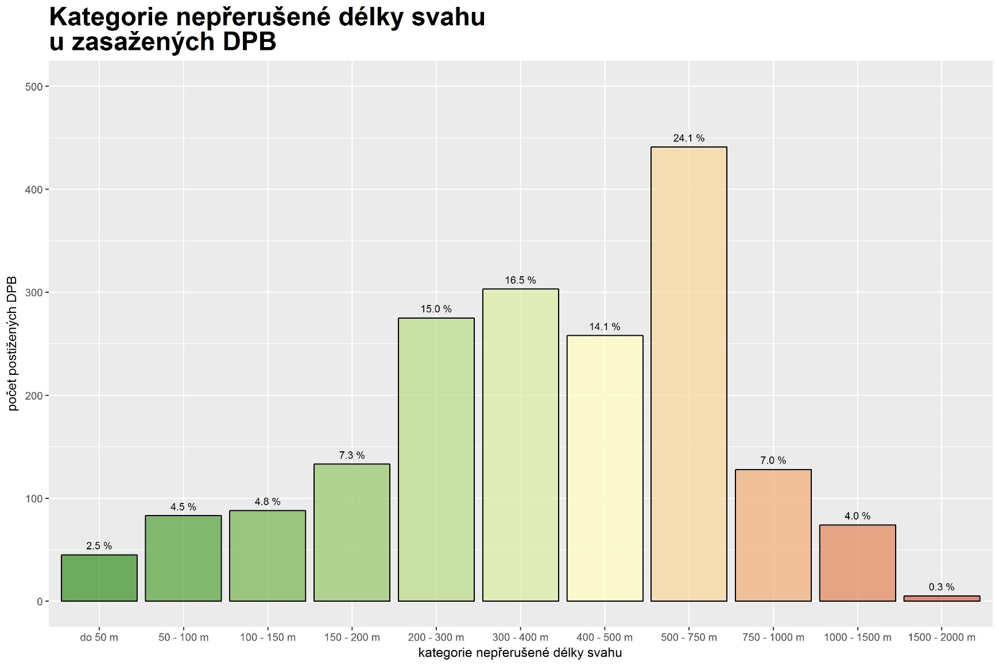 Kategorie nepřerušené délky svahu
u zasažených DPB
počet postižených DPB
500
400
300
200
100
0
2.5 %
4.5 %
4.8 %
7.3 %
15.0 %
16.5 %
14.1 %
24.1 %
7.0 %
4.0 %
0.3 %
do 50 m
50 - 100 m
100 - 150 m
150 - 200 m
200 - 300 m
300 - 400 m
400 - 500 m
500 - 750 m
750 - 1000 m
1000 - 1500 m
1500 - 2000 m
kategorie nepřerušené délky svahu